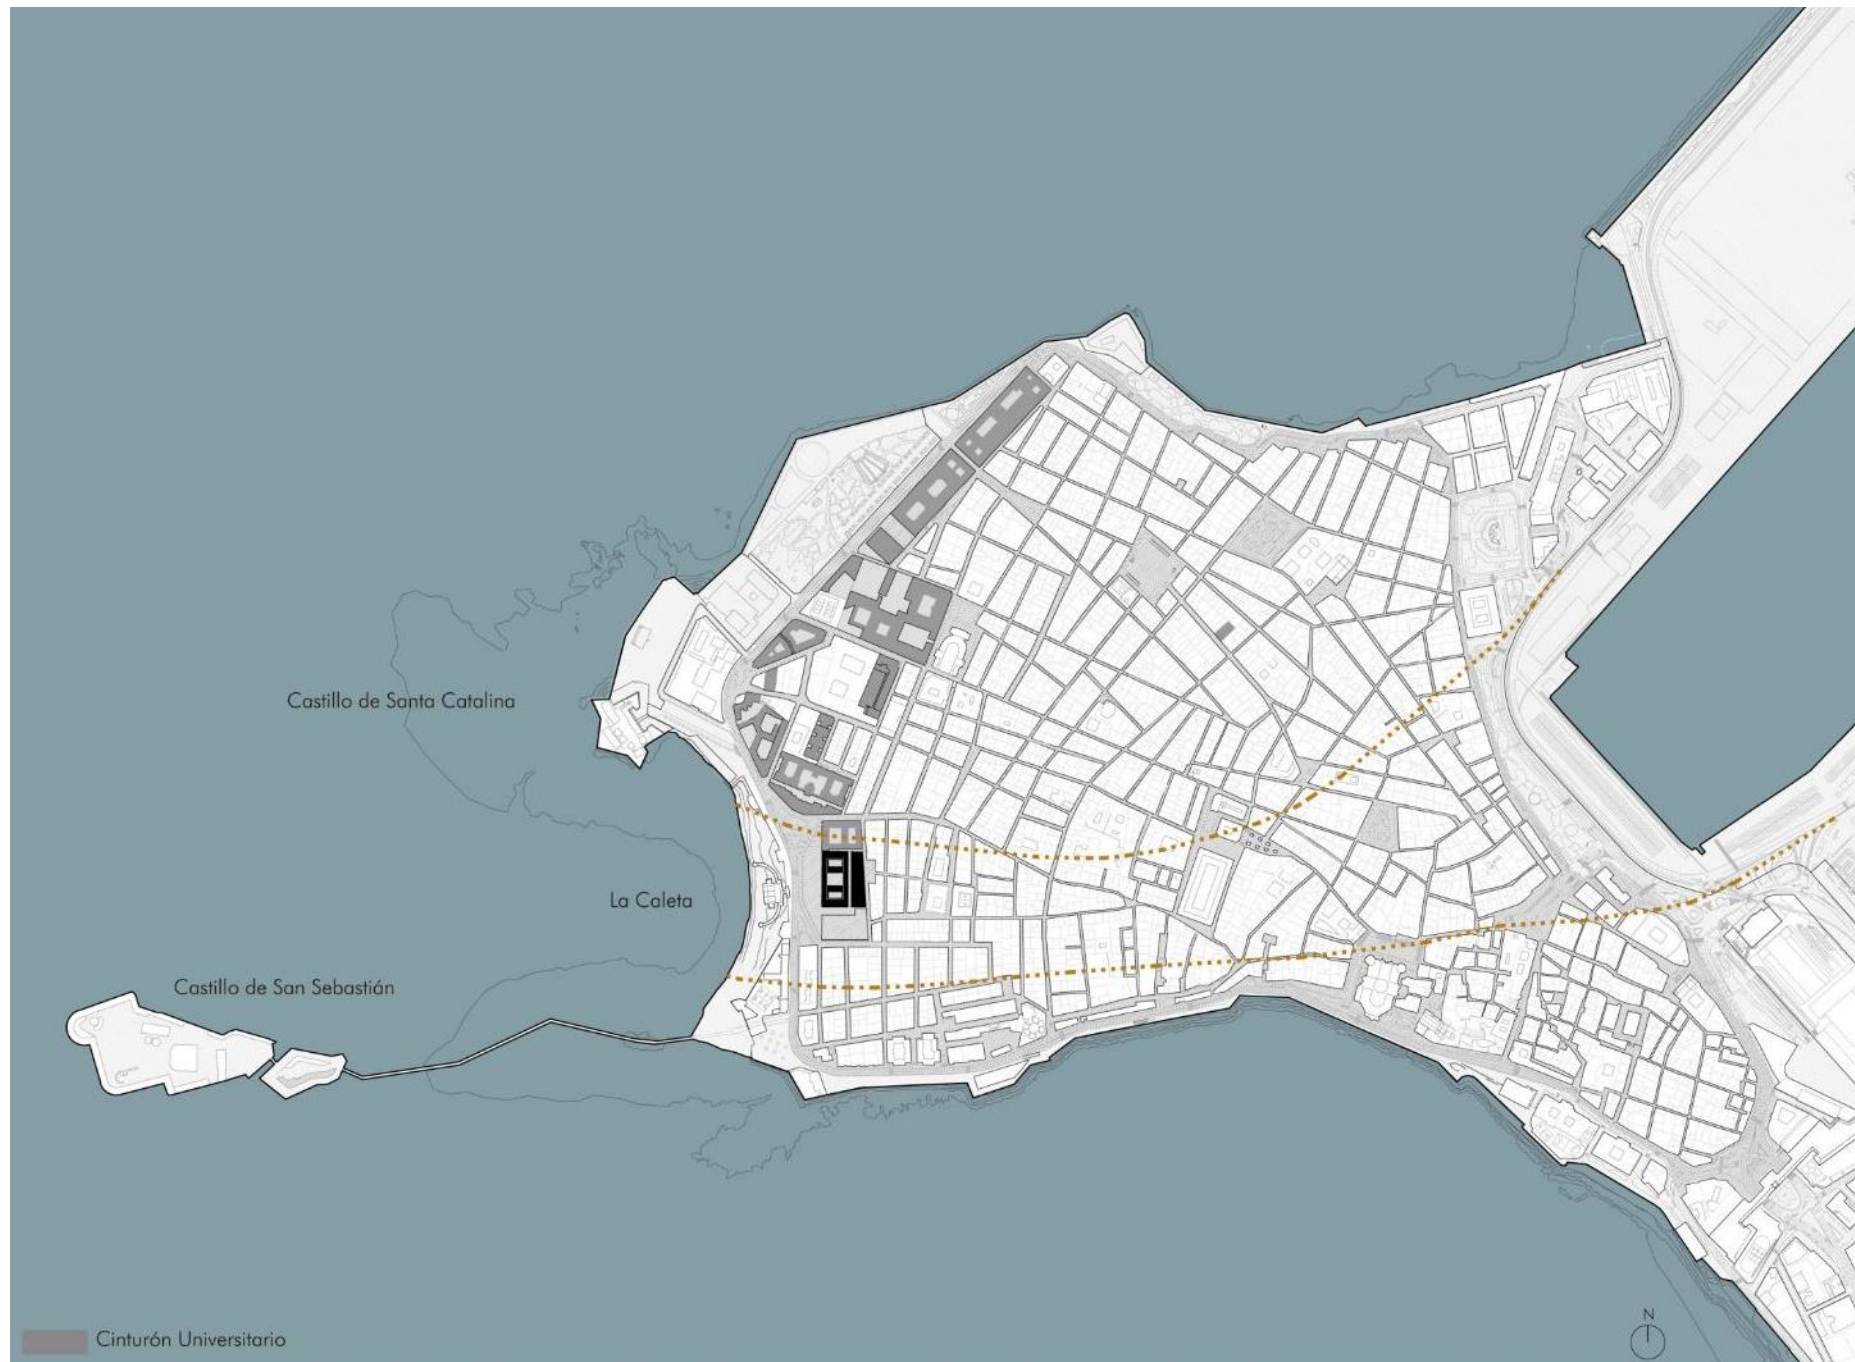 Castillo de Santa Catalina
La Caleta
Castillo de San Sebastián
Cinturón Universitario
N